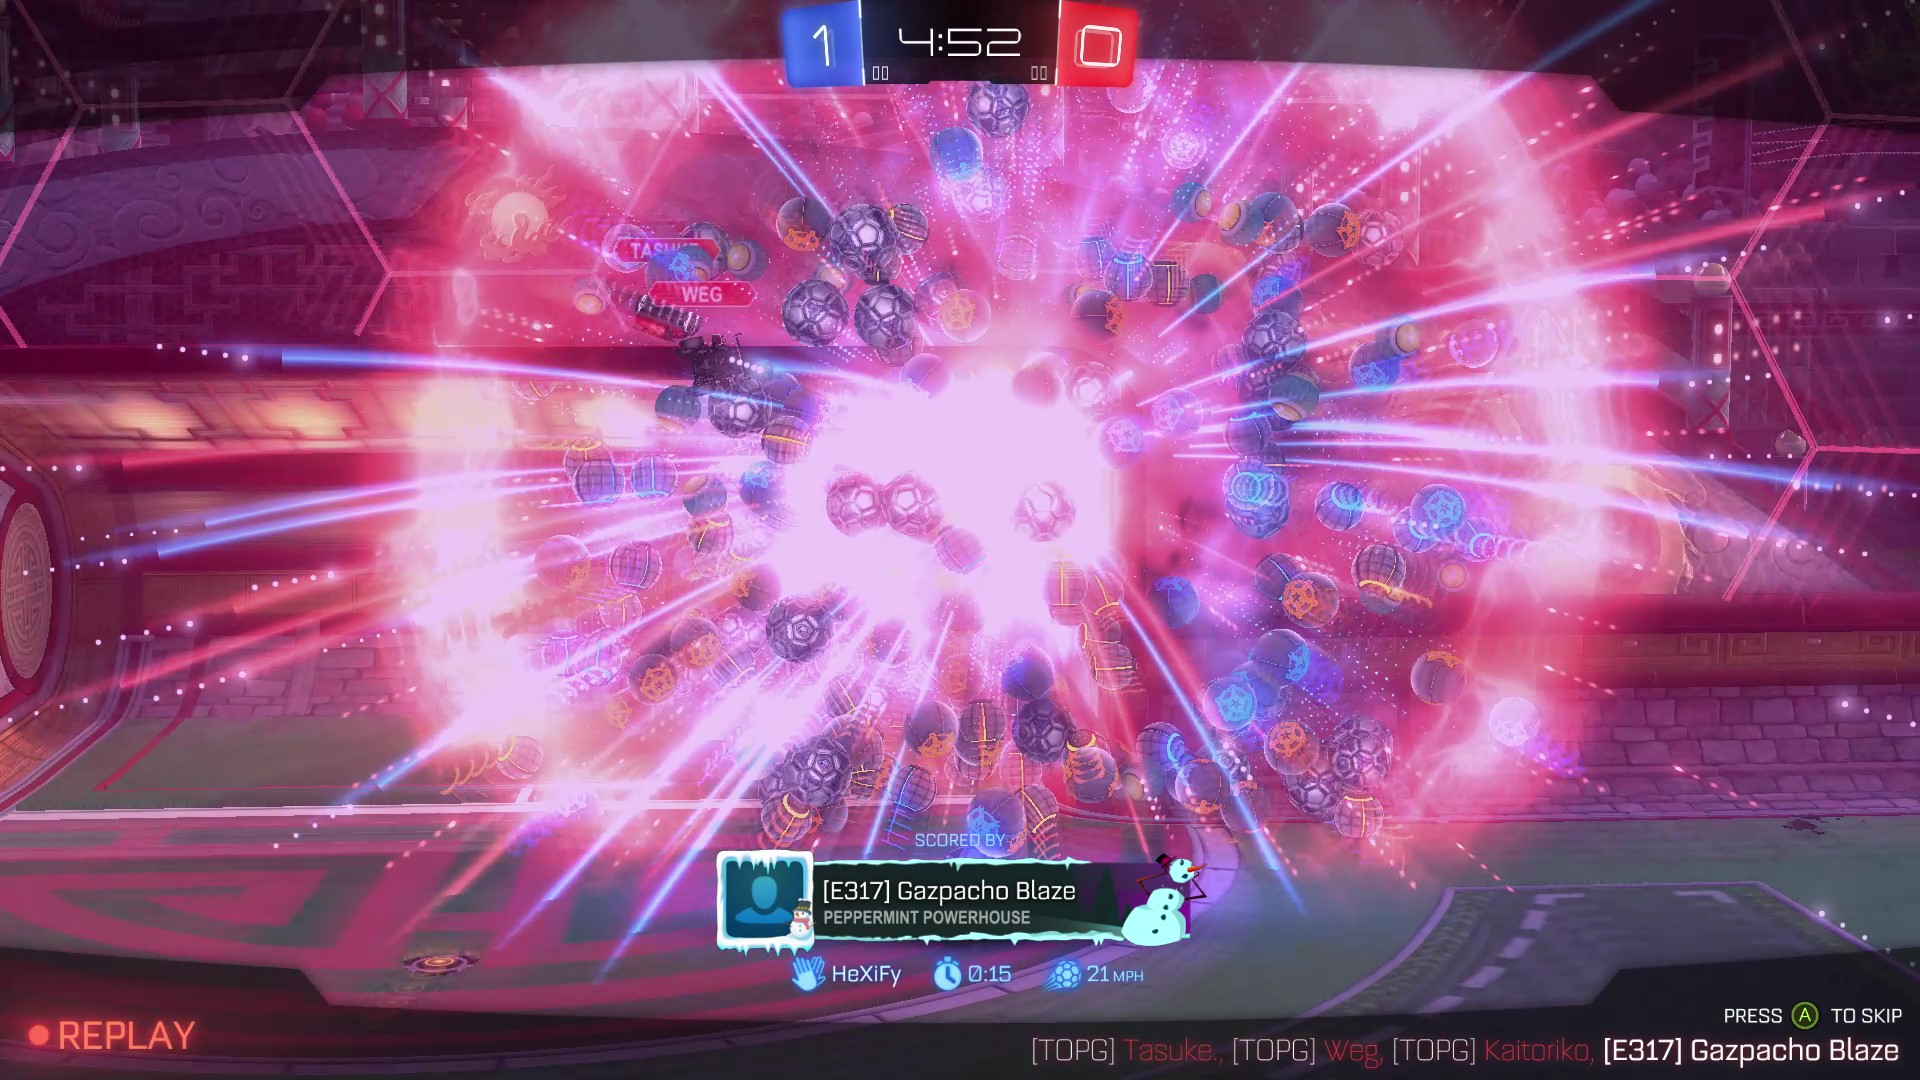 1 4:52 0
TASUKE
WEG
SCORED BY
[E317] Gazpacho Blaze
PEPPERMINT POWERHOUSE
HeXiFy 0:15 21 MPH
REPLAY
PRESS A TO SKIP
[TOPG] Tasuke., [TOPG] Weg, [TOPG] Kaitoriko, [E317] Gazpacho Blaze